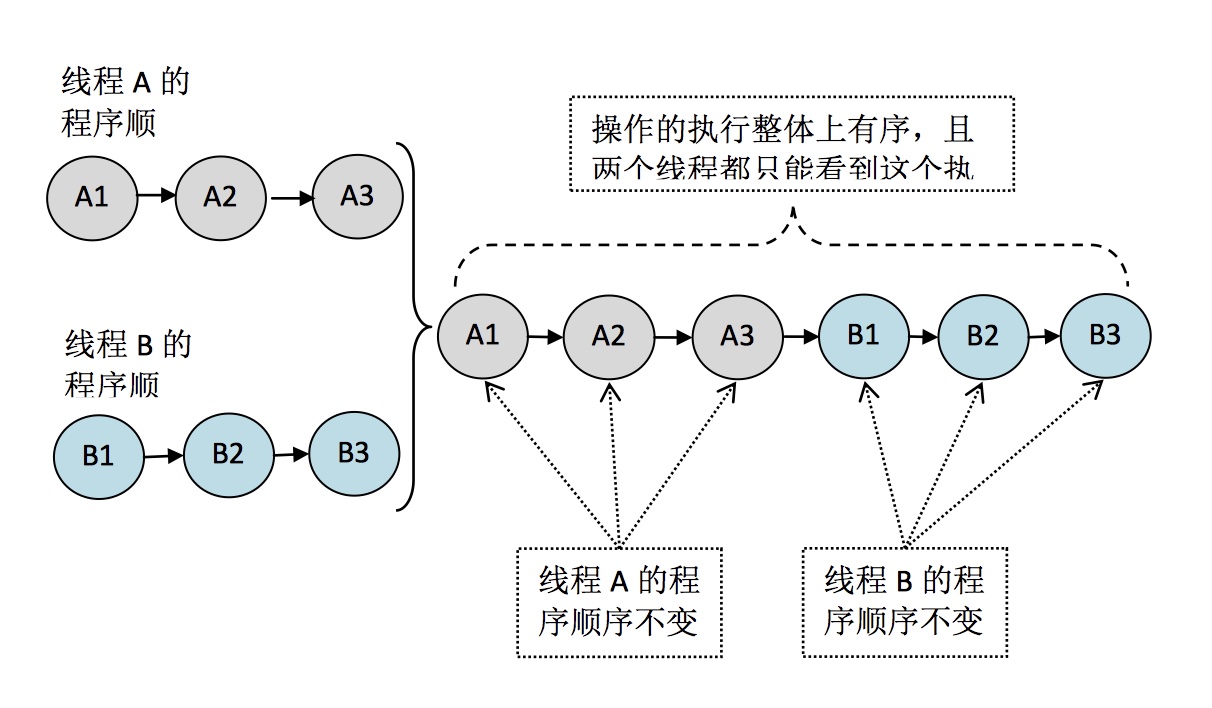 线程 A 的
程序顺
A1 A2 A3
操作的执行整体上有序，且
两个线程都只能看到这个执
A1 A2 A3 B1 B2 B3
线程 B 的
程序顺
B1 B2 B3
线程 A 的程
序顺序不变
线程 B 的程
序顺序不变